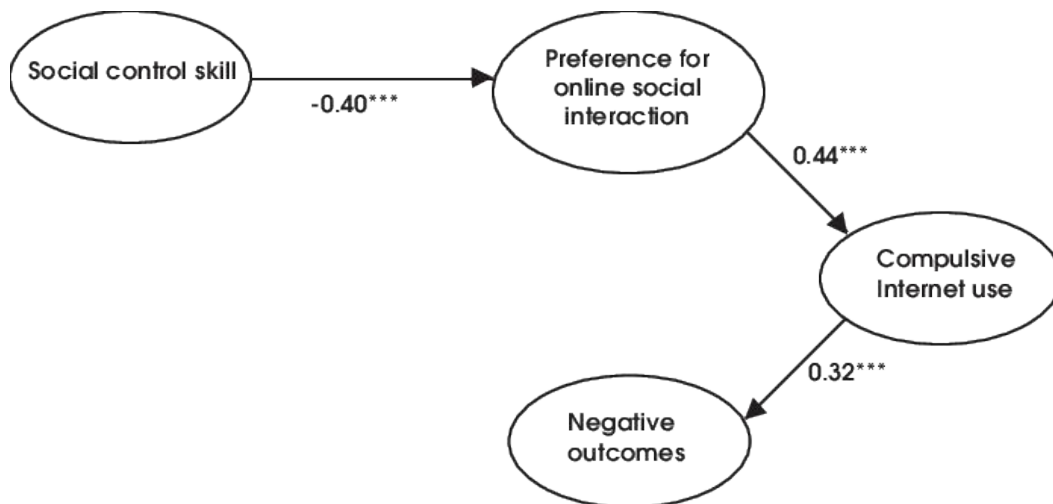 Social control skill
-0.40***
Preference for
online social
interaction
0.44***
Compulsive
Internet use
0.32***
Negative
outcomes